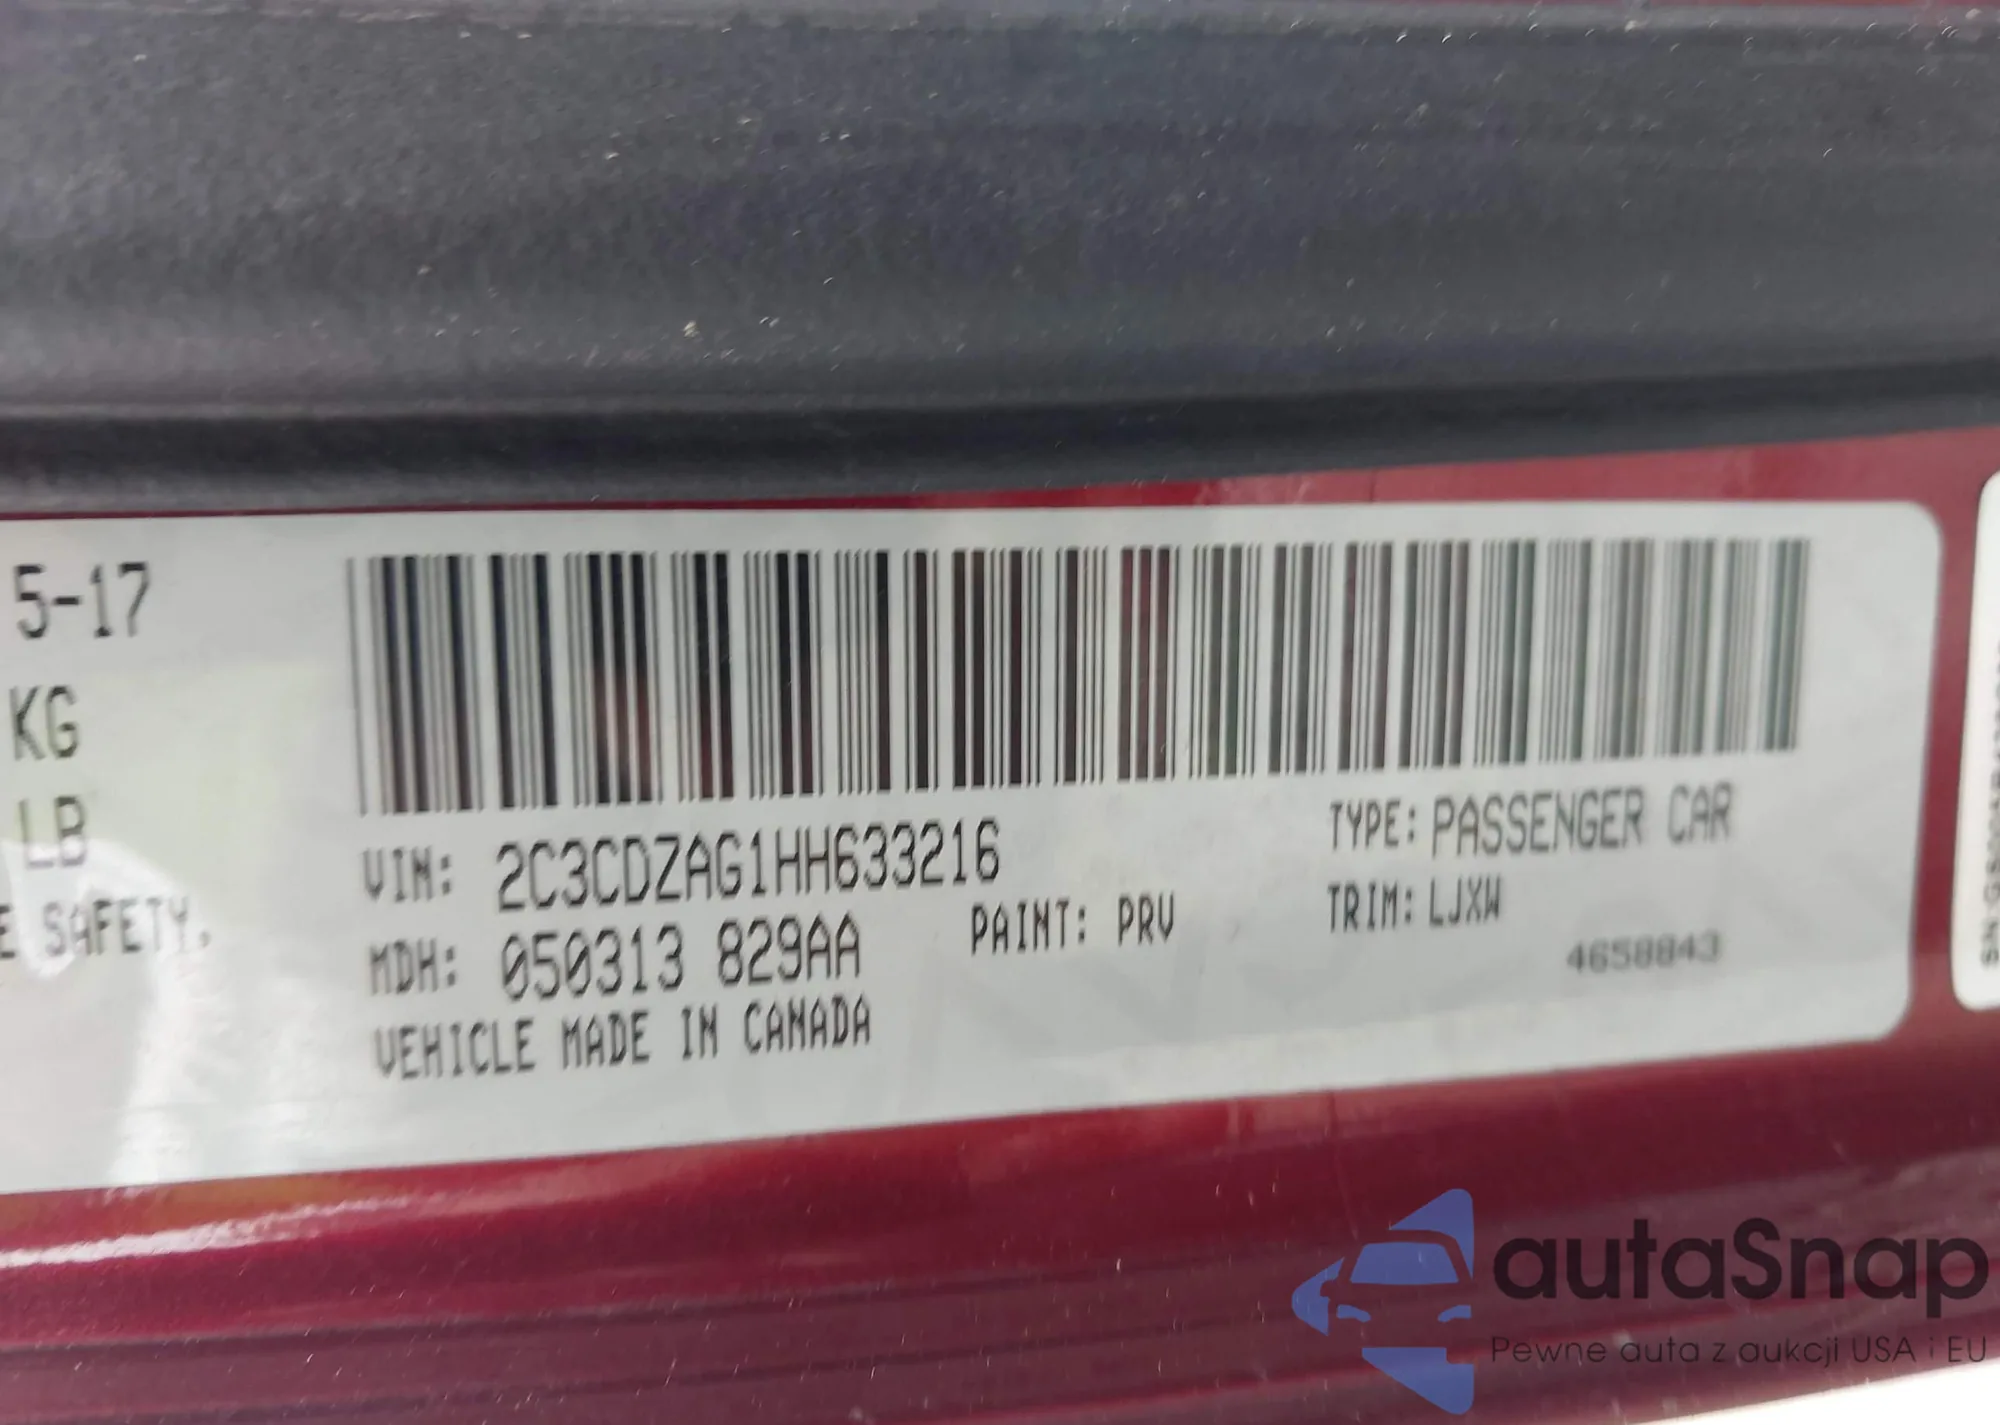 5-17
KG
LB
E SAFETY.
VIN: 2C3CDZAG1HH633216
TYPE: PASSENGER CAR
MDH: 050313 829AA
PAINT: PRV
TRIM: LJXW
VEHICLE MADE IN CANADA
4658843
autaSnap
Pewne auta z aukcji USA i EU